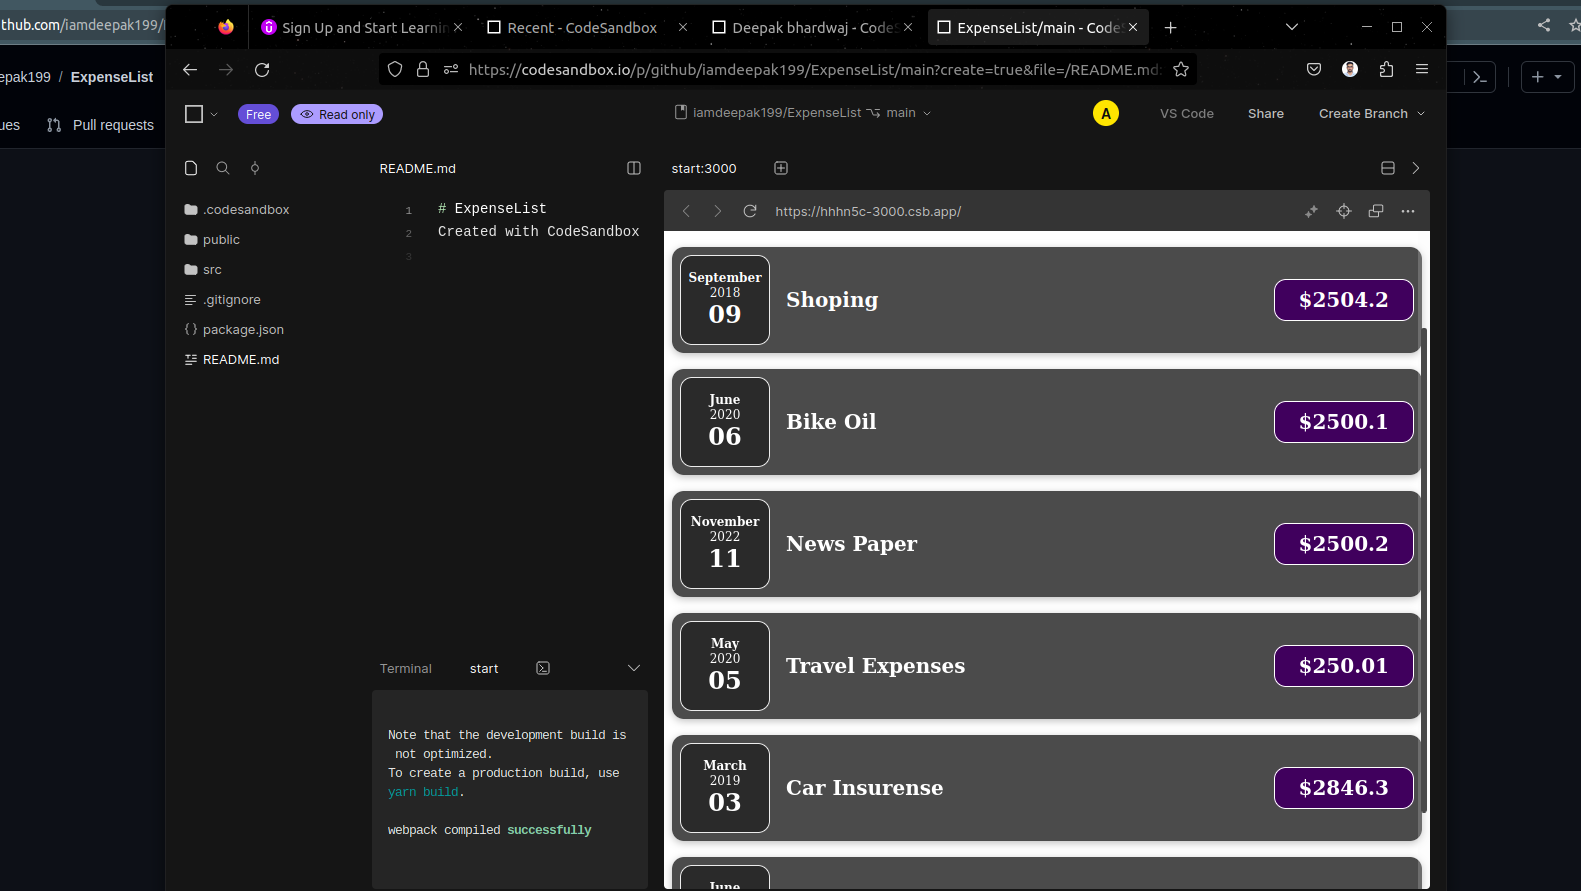 thub.com/iamdeepak199/
Sign Up and Start Learnin
Recent - CodeSandbox
Deepak bhardwaj - Codes
ExpenseList/main - Codes
https://codesandbox.io/p/github/iamdeepak199/ExpenseList/main?create=true&file=/README.md:
epak199 / ExpenseList
ues
Pull requests
Free
Read only
iamdeepak199/ExpenseList
main
A
VS Code
Share
Create Branch
README.md
start:3000
https://hhhn5c-3000.csb.app/
.codesandbox
public
src
.gitignore
package.json
README.md
1 # ExpenseList
2 Created with CodeSandbox
3
September
2018
09
Shoping
$2504.2
June
2020
06
Bike Oil
$2500.1
November
2022
11
News Paper
$2500.2
May
2020
05
Travel Expenses
$250.01
March
2019
03
Car Insurense
$2846.3
June
Terminal
start
Note that the development build is
not optimized.
To create a production build, use
yarn build.
webpack compiled successfully